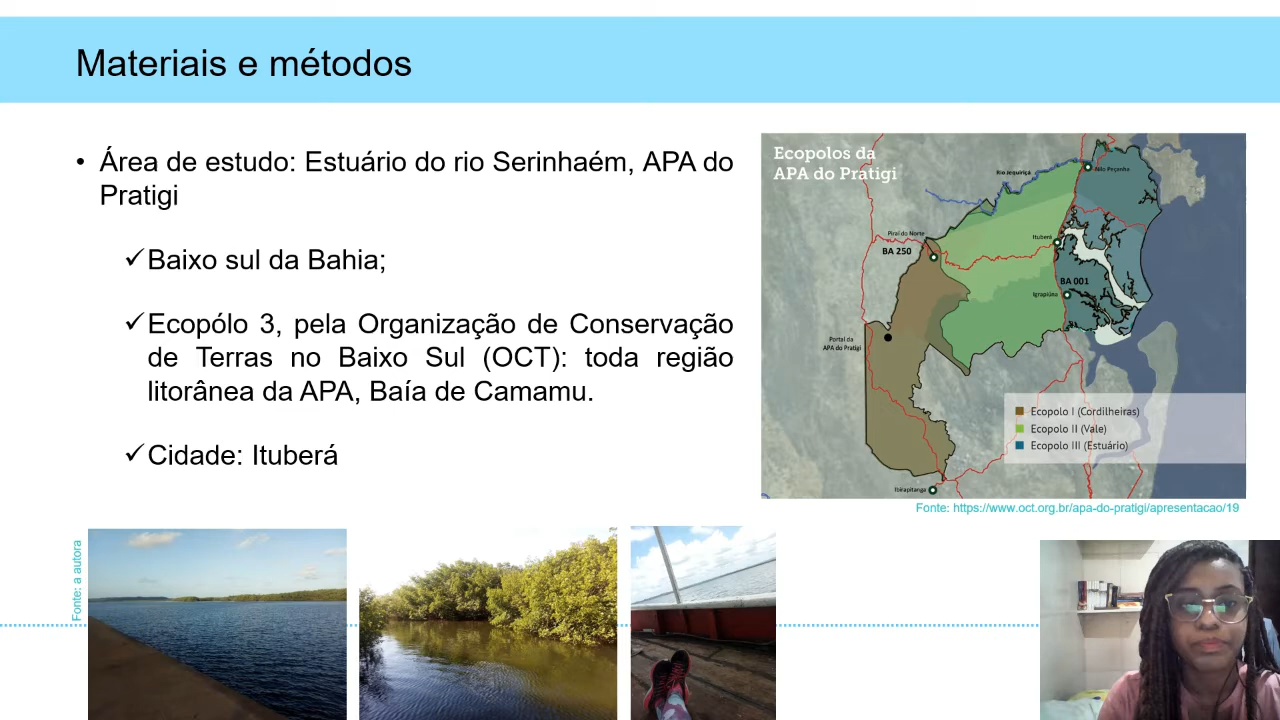 Materiais e métodos
• Área de estudo: Estuário do rio Serinhaém, APA do
Pratigi
✓Baixo sul da Bahia;
✓Ecopólo 3, pela Organização de Conservação
de Terras no Baixo Sul (OCT): toda região
litorânea da APA, Baía de Camamu.
✓Cidade: Ituberá
Ecopolos da
APA do Pratigi
Rio Jequiriçá
Nilo Peçanha
Piraí do Norte
BA 250
Ituberá
BA 001
Igrapiúna
Portal da
APA do Pratigi
Ecopolo I (Cordilheiras)
Ecopolo II (Vale)
Ecopolo III (Estuário)
Ibirapitanga
Fonte: https://www.oct.org.br/apa-do-pratigi/apresentacao/19
Fonte: a autora